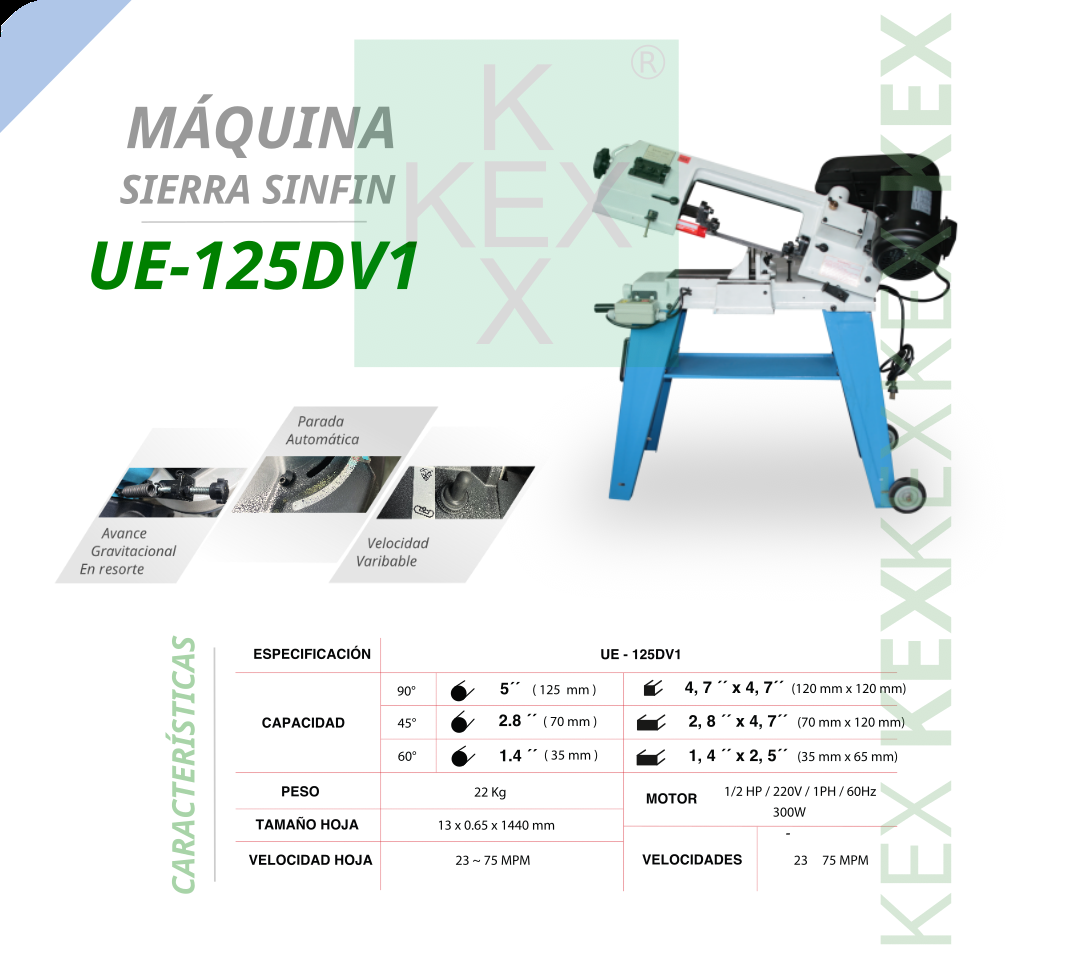 K
KEX
X
®
MÁQUINA
SIERRA SINFIN
UE-125DV1
KEX KEXKEXKEXKEX KEX
Parada
Automática
Avance
Gravitacional
En resorte
Velocidad
Varibable
CARACTERÍSTICAS
ESPECIFICACIÓN UE - 125DV1
CAPACIDAD
90° 5´´ ( 125 mm ) 4, 7 ´´ x 4, 7´´ (120 mm x 120 mm)
45° 2.8 ´´ ( 70 mm ) 2, 8 ´´ x 4, 7´´ (70 mm x 120 mm)
60° 1.4 ´´ ( 35 mm ) 1, 4 ´´ x 2, 5´´ (35 mm x 65 mm)
PESO 22 Kg
MOTOR 1/2 HP / 220V / 1PH / 60Hz
300W
TAMAÑO HOJA 13 x 0.65 x 1440 mm
VELOCIDAD HOJA 23 ~ 75 MPM
VELOCIDADES - 23 75 MPM